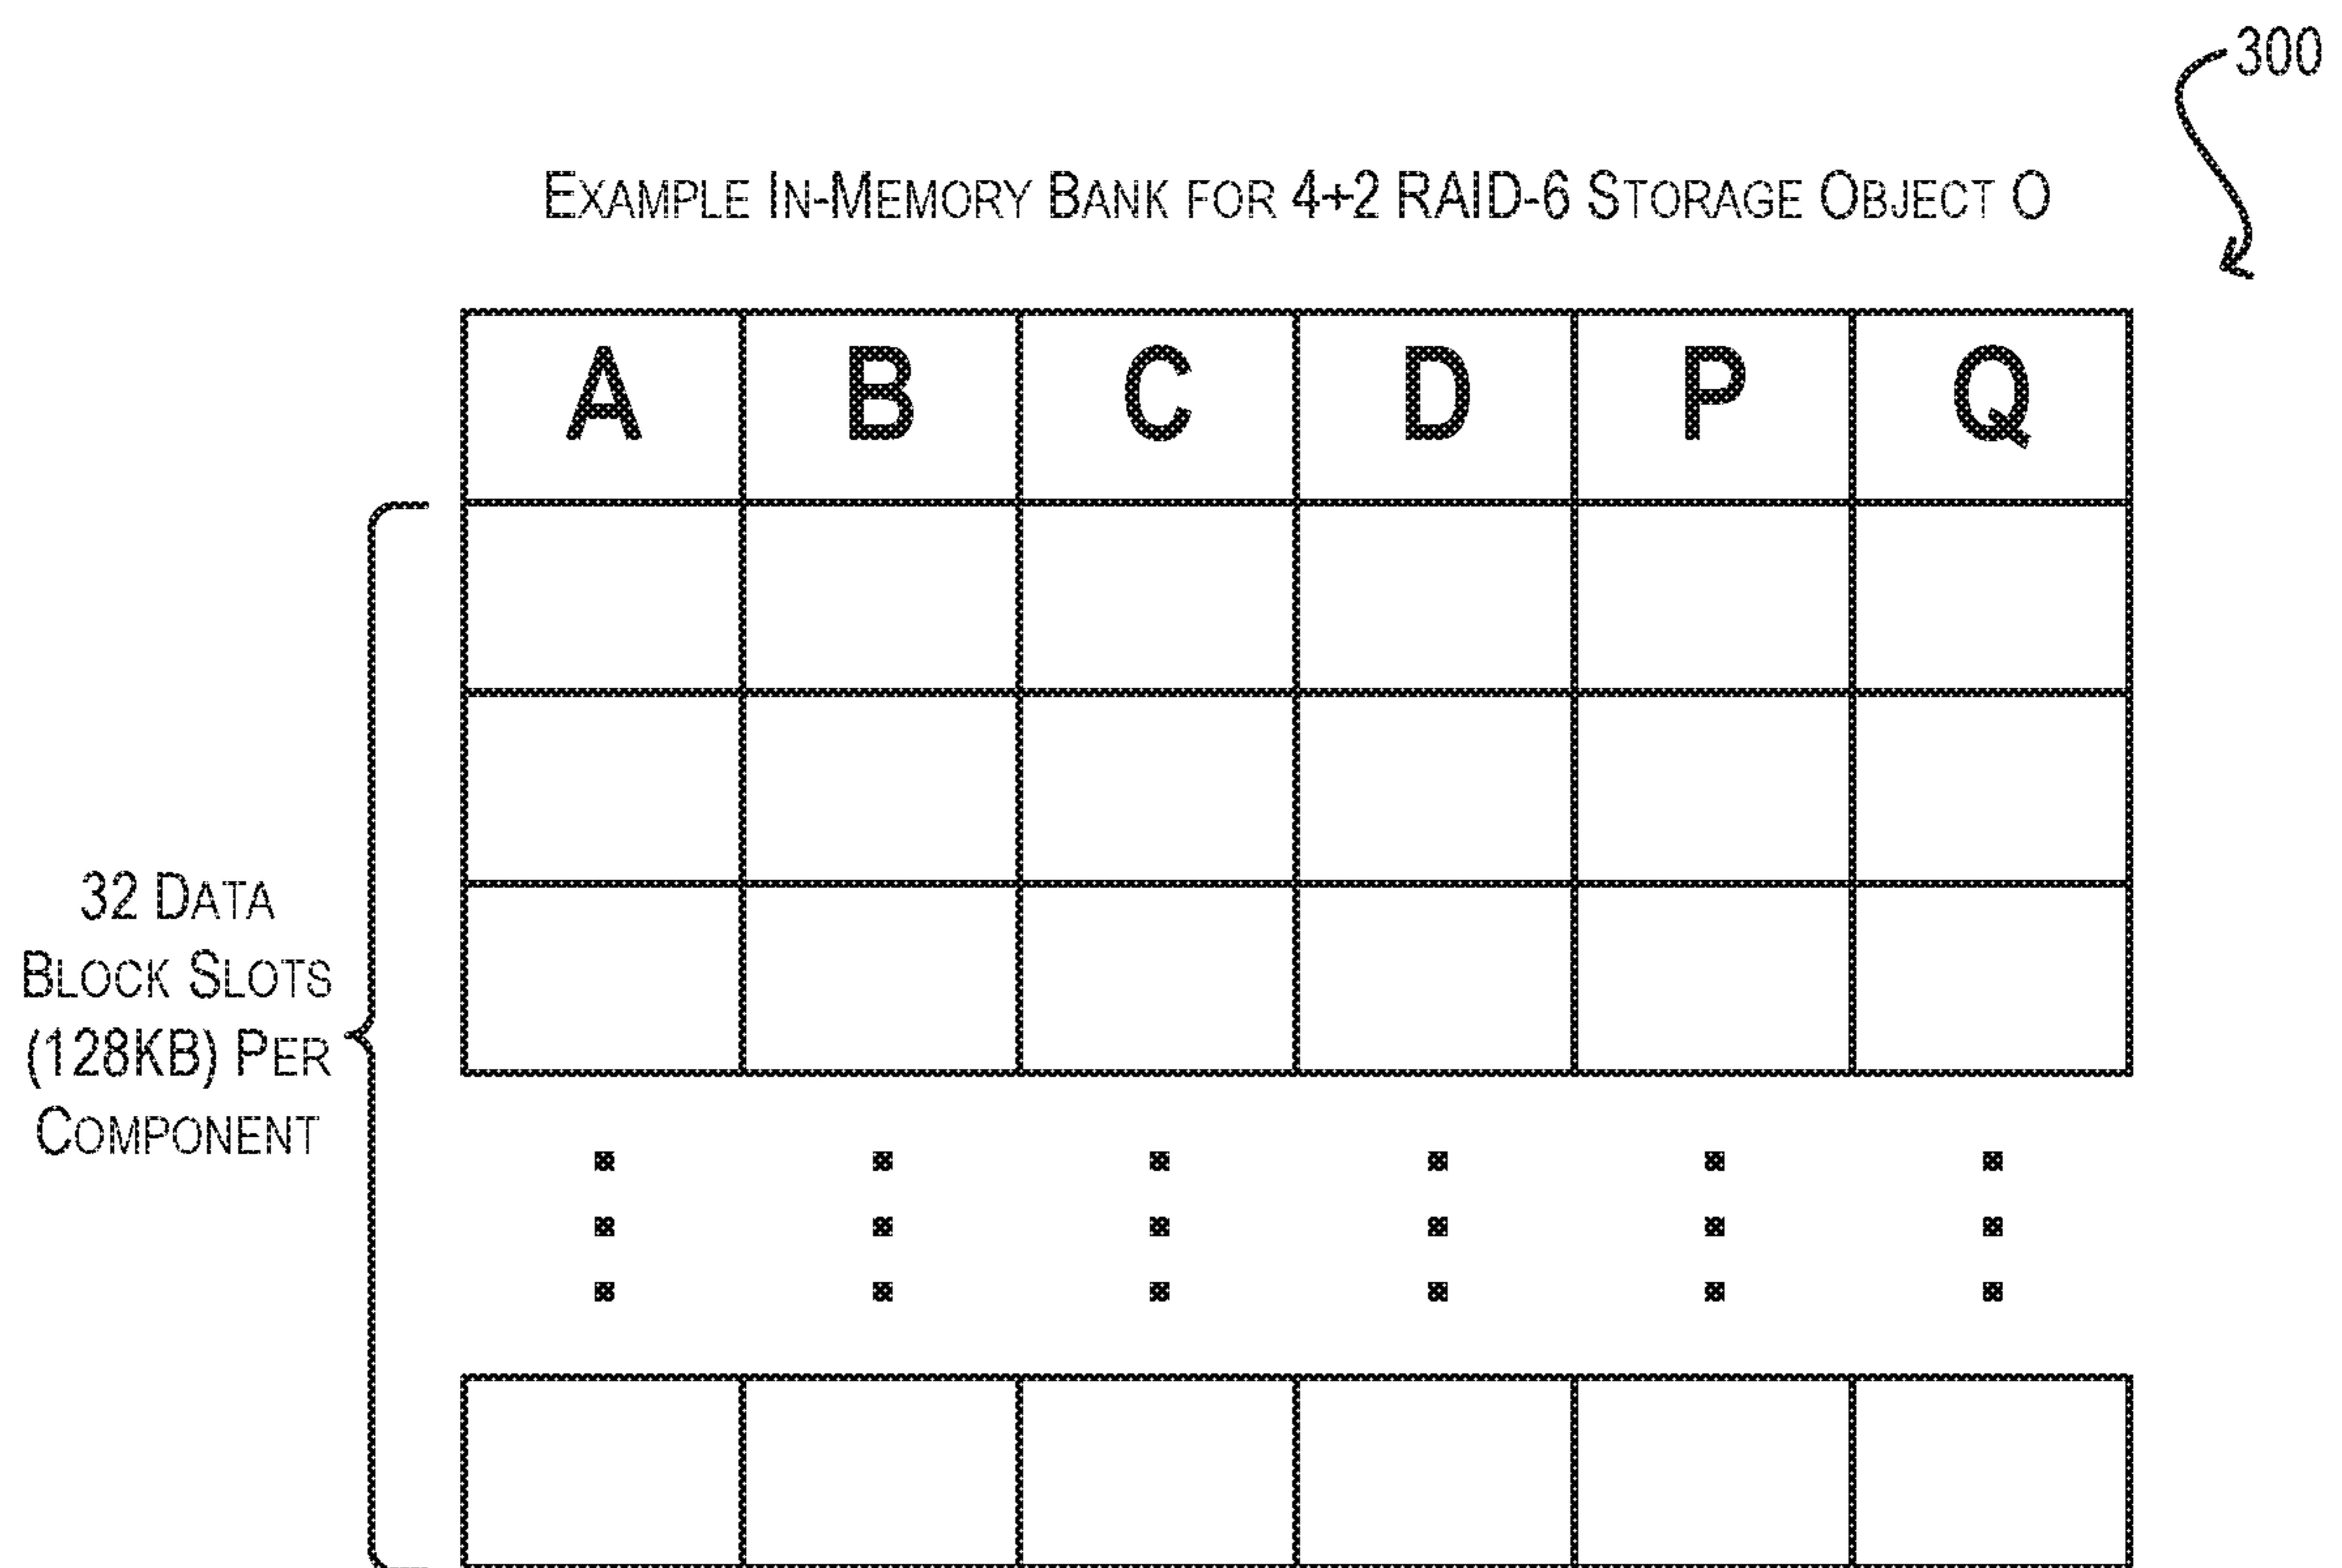 300
Example In-Memory Bank for 4+2 RAID-6 Storage Object O
A B C D P Q
32 Data
Block Slots
(128KB) Per
Component